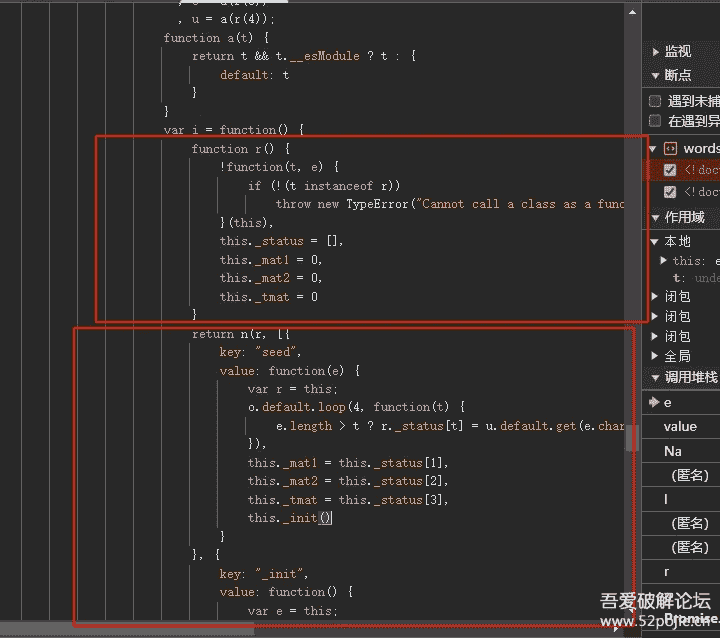 , u = a(r(4));
function a(t) {
return t && t.__esModule ? t : {
default: t
}
}
var i = function() {
function r() {
!function(t, e) {
if (!(t instanceof r))
throw new TypeError("Cannot call a class as a func
}(this),
this._status = [],
this._mat1 = 0,
this._mat2 = 0,
this._tmat = 0
}
return n(r, [{
key: "seed",
value: function(e) {
var r = this;
o.default.loop(4, function(t) {
e.length > t ? r._status[t] = u.default.get(e.char
}),
this._mat1 = this._status[1],
this._mat2 = this._status[2],
this._tmat = this._status[3],
this._init()
}
}, {
key: "_init",
value: function() {
var e = this;
监视
断点
遇到未捕
在遇到异
words
<!doc
<!doc
作用域
本地
this: e
t: unde
闭包
闭包
闭包
全局
调用堆栈
e
value
Na
(匿名)
l
(匿名)
(匿名)
r
Promise.
吾爱破解论坛
www.52pojie.cn